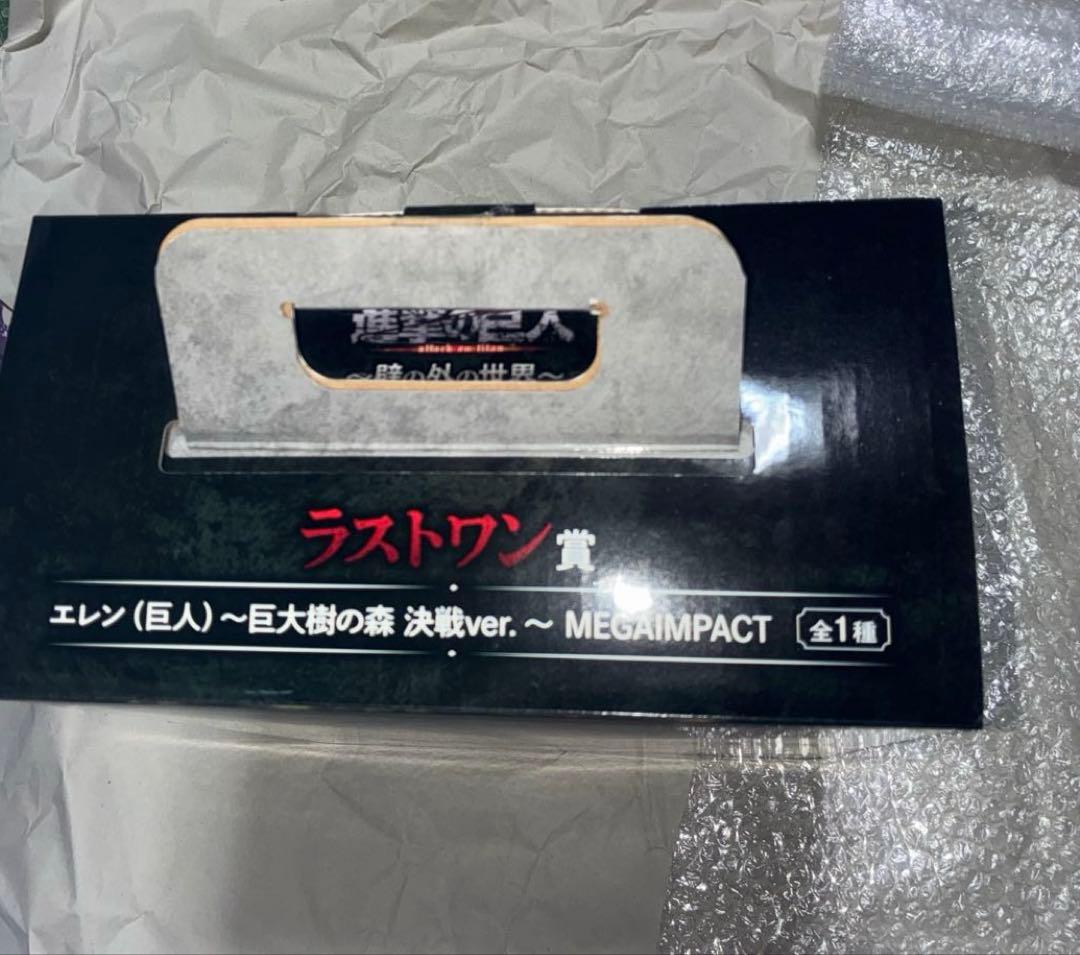 進撃の巨人
attack on titan
～壁の外の世界～
ラストワン賞
エレン（巨人）～巨大樹の森 決戦ver.～ MEGAIMPACT 全1種